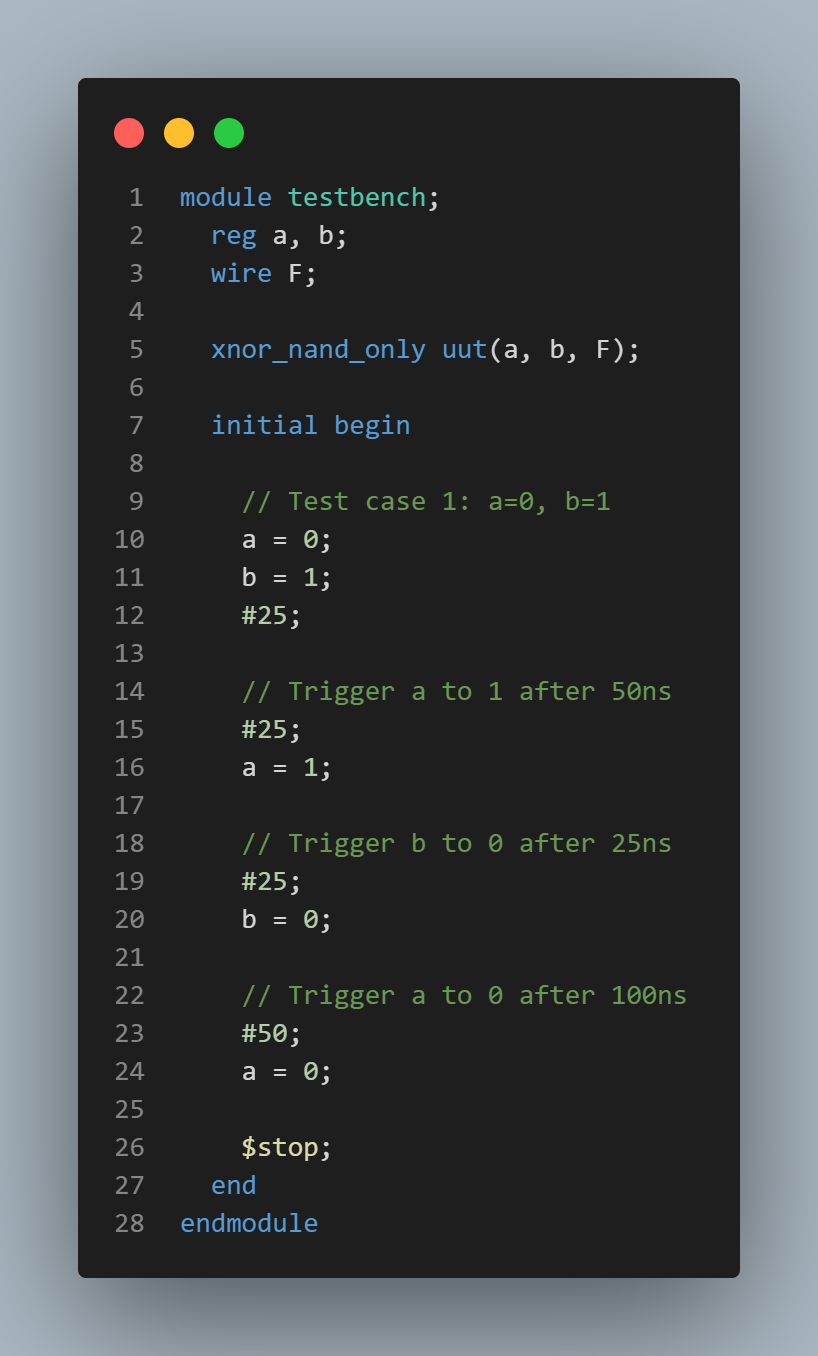 1 module testbench;
2 reg a, b;
3 wire F;
4
5 xnor_nand_only uut(a, b, F);
6
7 initial begin
8
9 // Test case 1: a=0, b=1
10 a = 0;
11 b = 1;
12 #25;
13
14 // Trigger a to 1 after 50ns
15 #25;
16 a = 1;
17
18 // Trigger b to 0 after 25ns
19 #25;
20 b = 0;
21
22 // Trigger a to 0 after 100ns
23 #50;
24 a = 0;
25
26 $stop;
27 end
28 endmodule